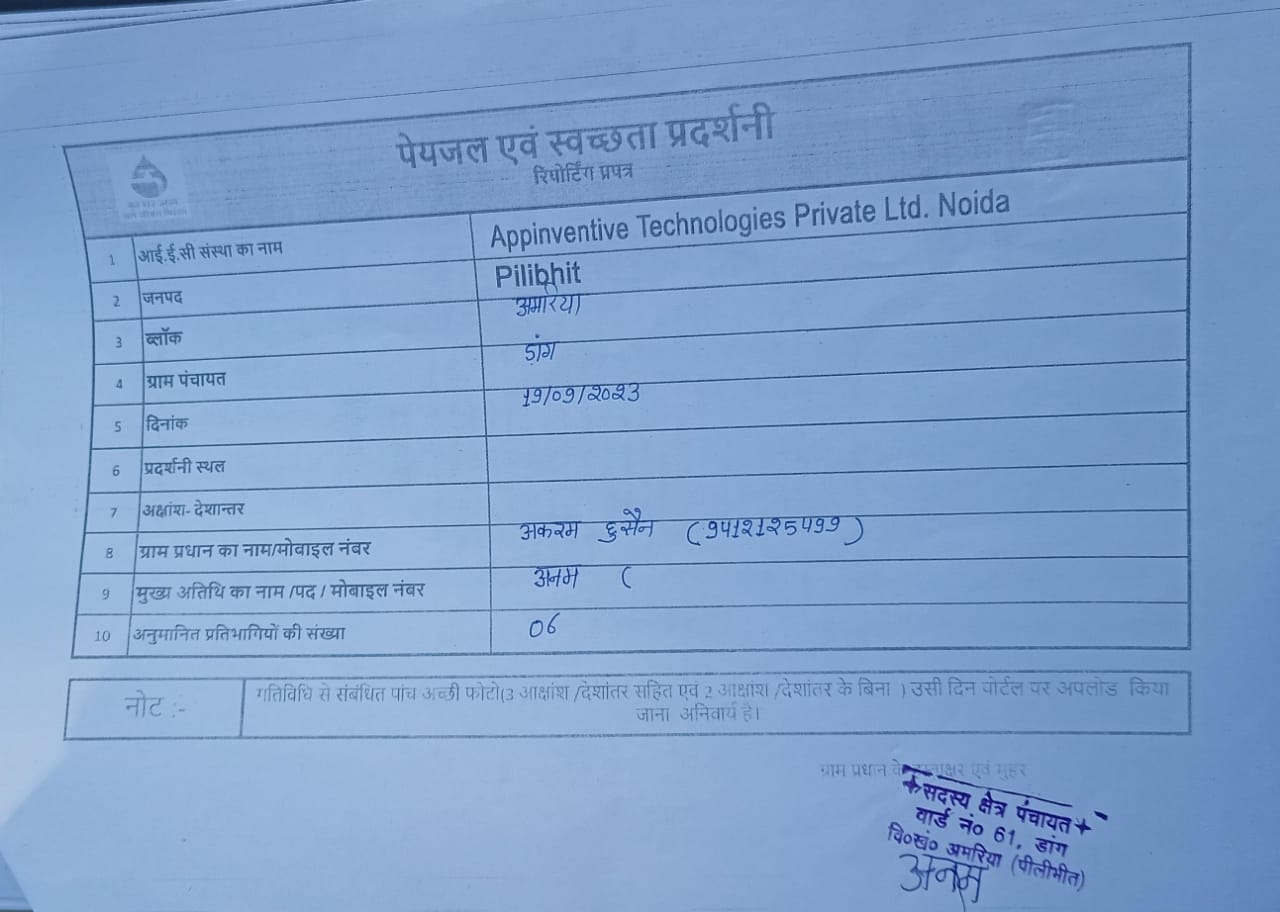 पेयजल एवं स्वच्छता प्रदर्शनी
रिपोर्टिंग प्रपत्र
1 आई.ई.सी संस्था का नाम Appinventive Technologies Private Ltd. Noida
2 जनपद Pilibhit
3 ब्लॉक अमरिया
4 ग्राम पंचायत डांग
5 दिनांक 19/09/2023
6 प्रदर्शनी स्थल
7 अक्षांश- देशान्तर
8 ग्राम प्रधान का नाम/मोबाइल नंबर अकरम हुसैन (9412125499)
9 मुख्य अतिथि का नाम /पद / मोबाइल नंबर अनम (
10 अनुमानित प्रतिभागियों की संख्या 06
नोट :- गतिविधि से संबंधित पांच अच्छी फोटो(3 आक्षांश /देशांतर सहित एवं 2 आक्षांश /देशांतर के बिना ) उसी दिन पोर्टल पर अपलोड किया
जाना अनिवार्य है।
ग्राम प्रधान के हस्ताक्षर एवं मुहर
सदस्य क्षेत्र पंचायत
वार्ड नं० 61, डांग
वि०खं० अमरिया (पीलीभीत)
अनम